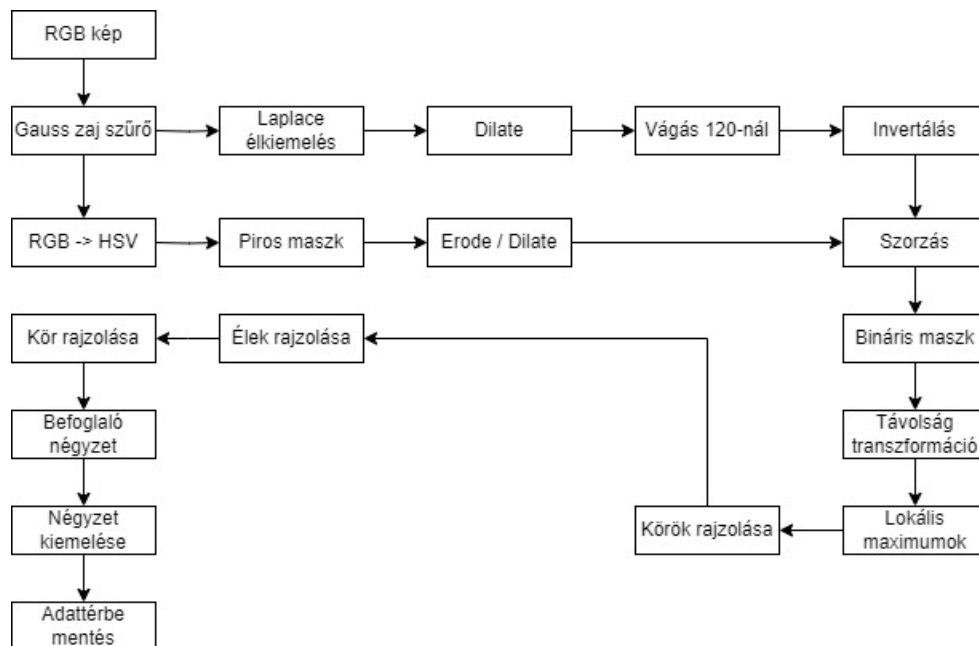 RGB kép
Gauss zaj szűrő
Laplace
élkiemelés
Dilate
Vágás 120-nál
Invertálás
RGB -> HSV
Piros maszk
Erode / Dilate
Szorzás
Kör rajzolása
Élek rajzolása
Bináris maszk
Befoglaló
négyzet
Távolság
transzformáció
Négyzet
kiemelése
Körök rajzolása
Lokális
maximumok
Adattérbe
mentés